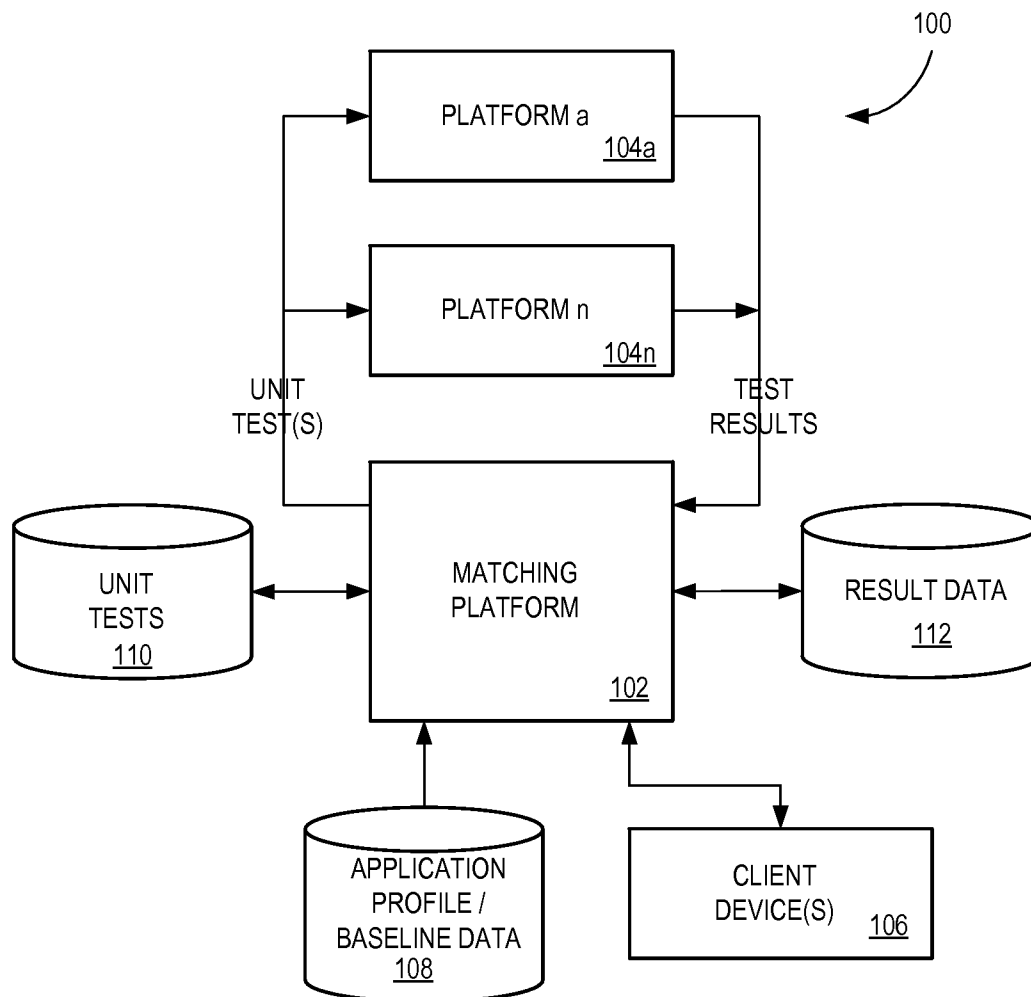 100
PLATFORM a
104a
PLATFORM n
104n
UNIT
TEST(S)
TEST
RESULTS
UNIT
TESTS
110
MATCHING
PLATFORM
102
RESULT DATA
112
APPLICATION
PROFILE /
BASELINE DATA
108
CLIENT
DEVICE(S)
106